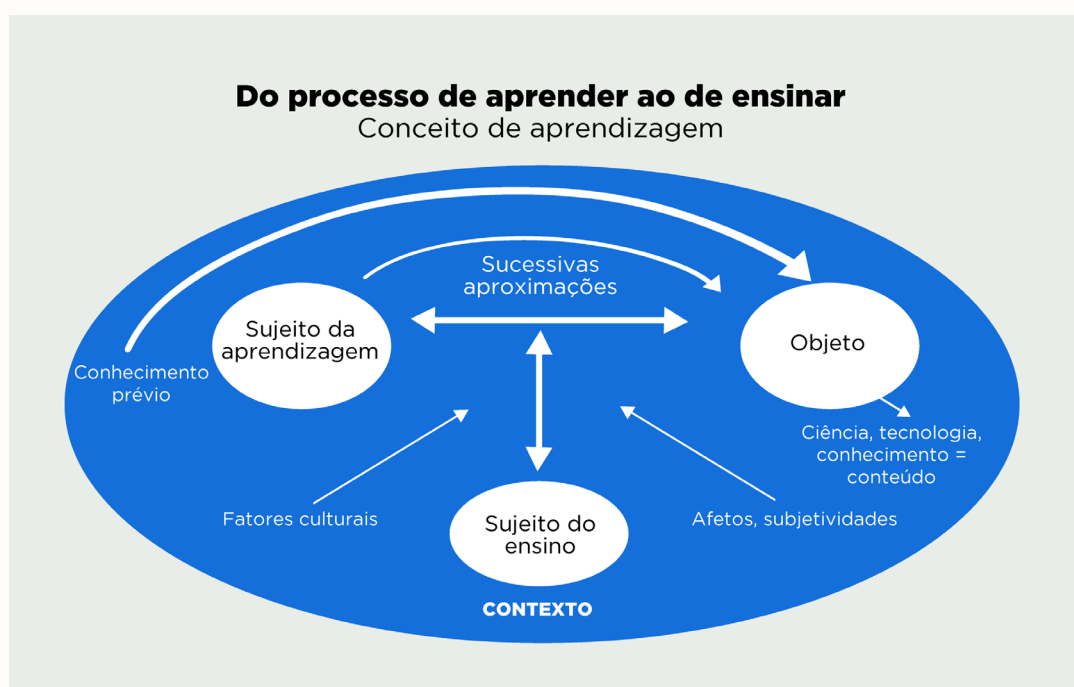 Do processo de aprender ao de ensinar
Conceito de aprendizagem
Sucessivas
aproximações
Sujeito da
aprendizagem
Objeto
Conhecimento
prévio
Ciência, tecnologia,
conhecimento =
conteúdo
Fatores culturais
Afetos, subjetividades
Sujeito do
ensino
CONTEXTO